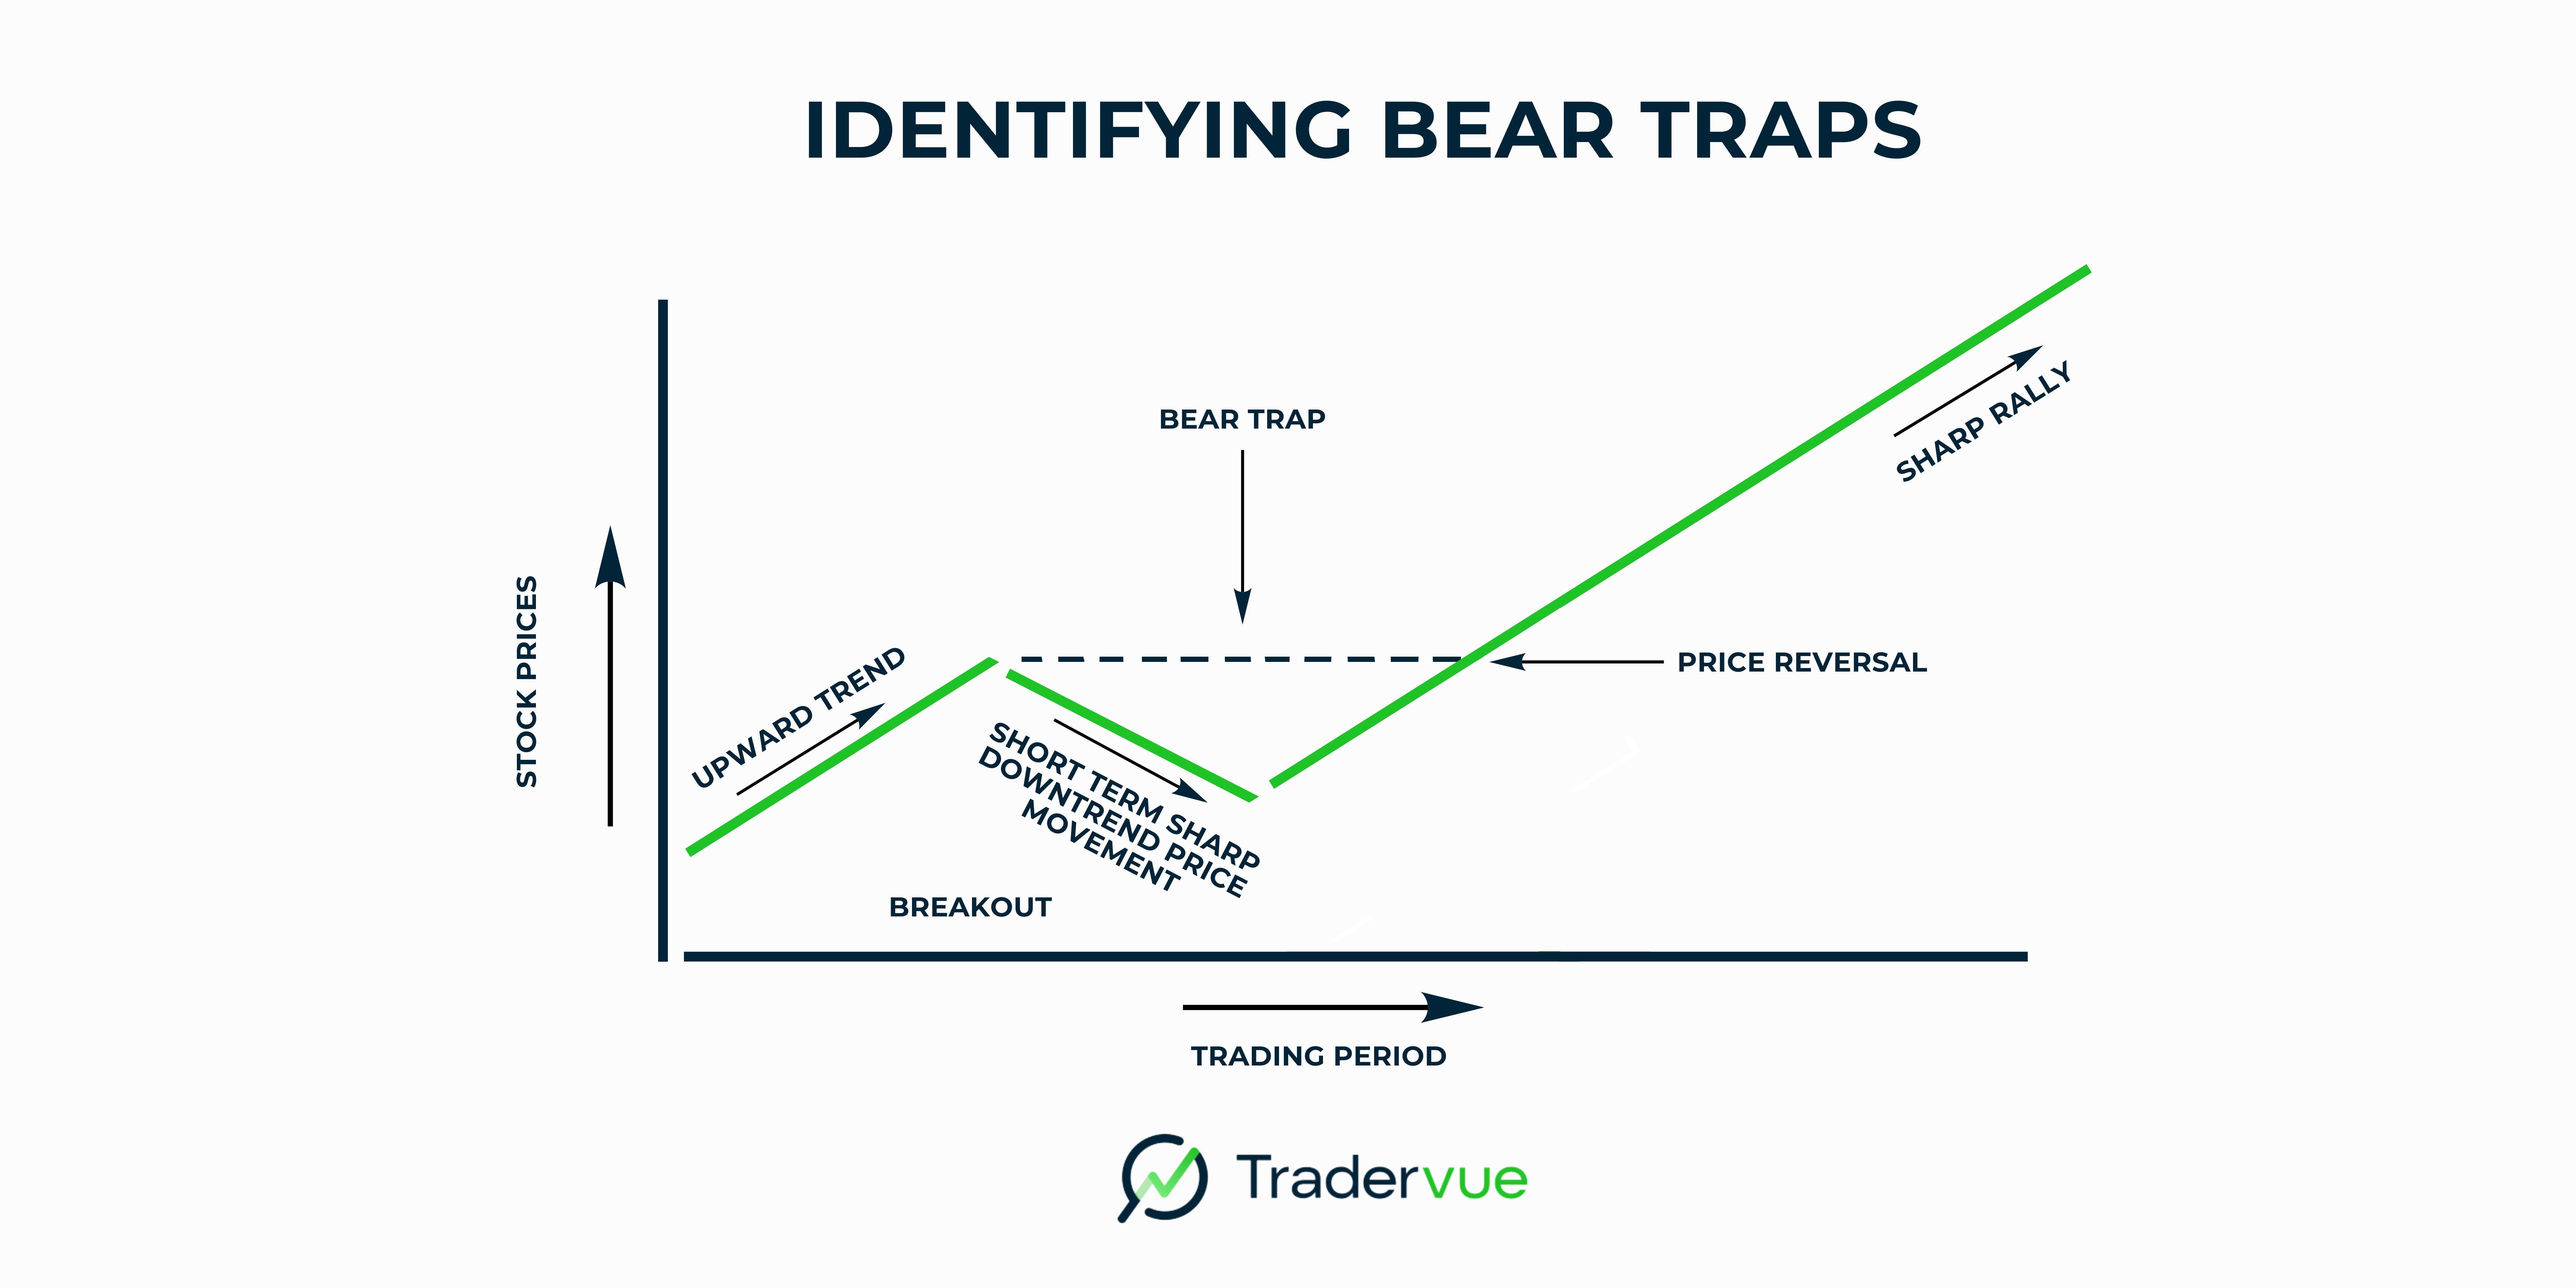 IDENTIFYING BEAR TRAPS
BEAR TRAP
SHARP RALLY
STOCK PRICES
UPWARD TREND
PRICE REVERSAL
SHORT TERM SHARP
DOWNTREND PRICE
MOVEMENT
BREAKOUT
TRADING PERIOD
Tradervue